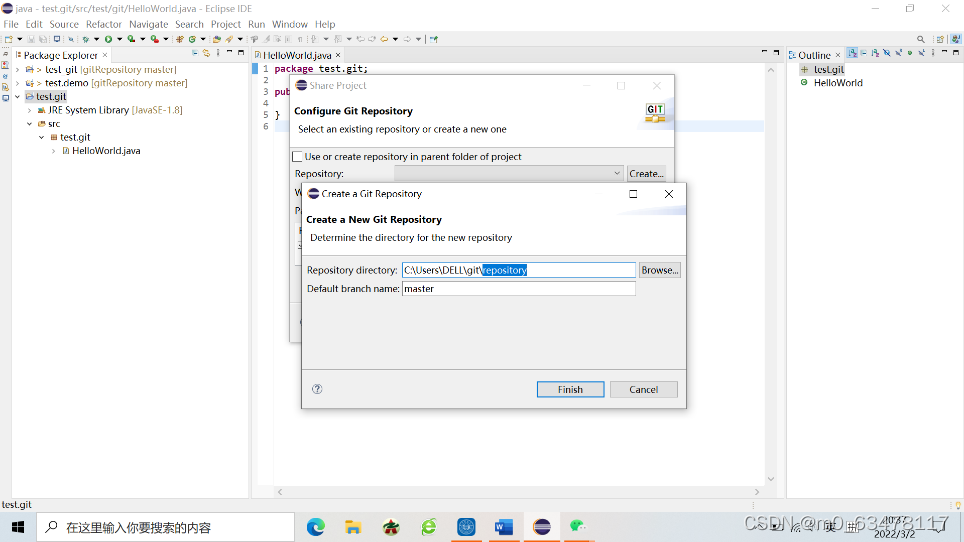 java - test.git/src/test/git/HelloWorld.java - Eclipse IDE
File Edit Source Refactor Navigate Search Project Run Window Help
Package Explorer
HelloWorld.java
Outline
> test git [gitRepository master]
> test.demo [gitRepository master]
test.git
JRE System Library [JavaSE-1.8]
src
test.git
HelloWorld.java
1 package test.git;
2
3 pu
4
5 }
6
test.git
HelloWorld
Share Project
Configure Git Repository
Select an existing repository or create a new one
GIT
Use or create repository in parent folder of project
Repository:
Create...
Create a Git Repository
Create a New Git Repository
Determine the directory for the new repository
Repository directory: C:\Users\DELL\git\repository
Browse...
Default branch name: master
Finish
Cancel
test.git
在这里输入你要搜索的内容
20:37
2022/3/2
CSDN @m0_63478117